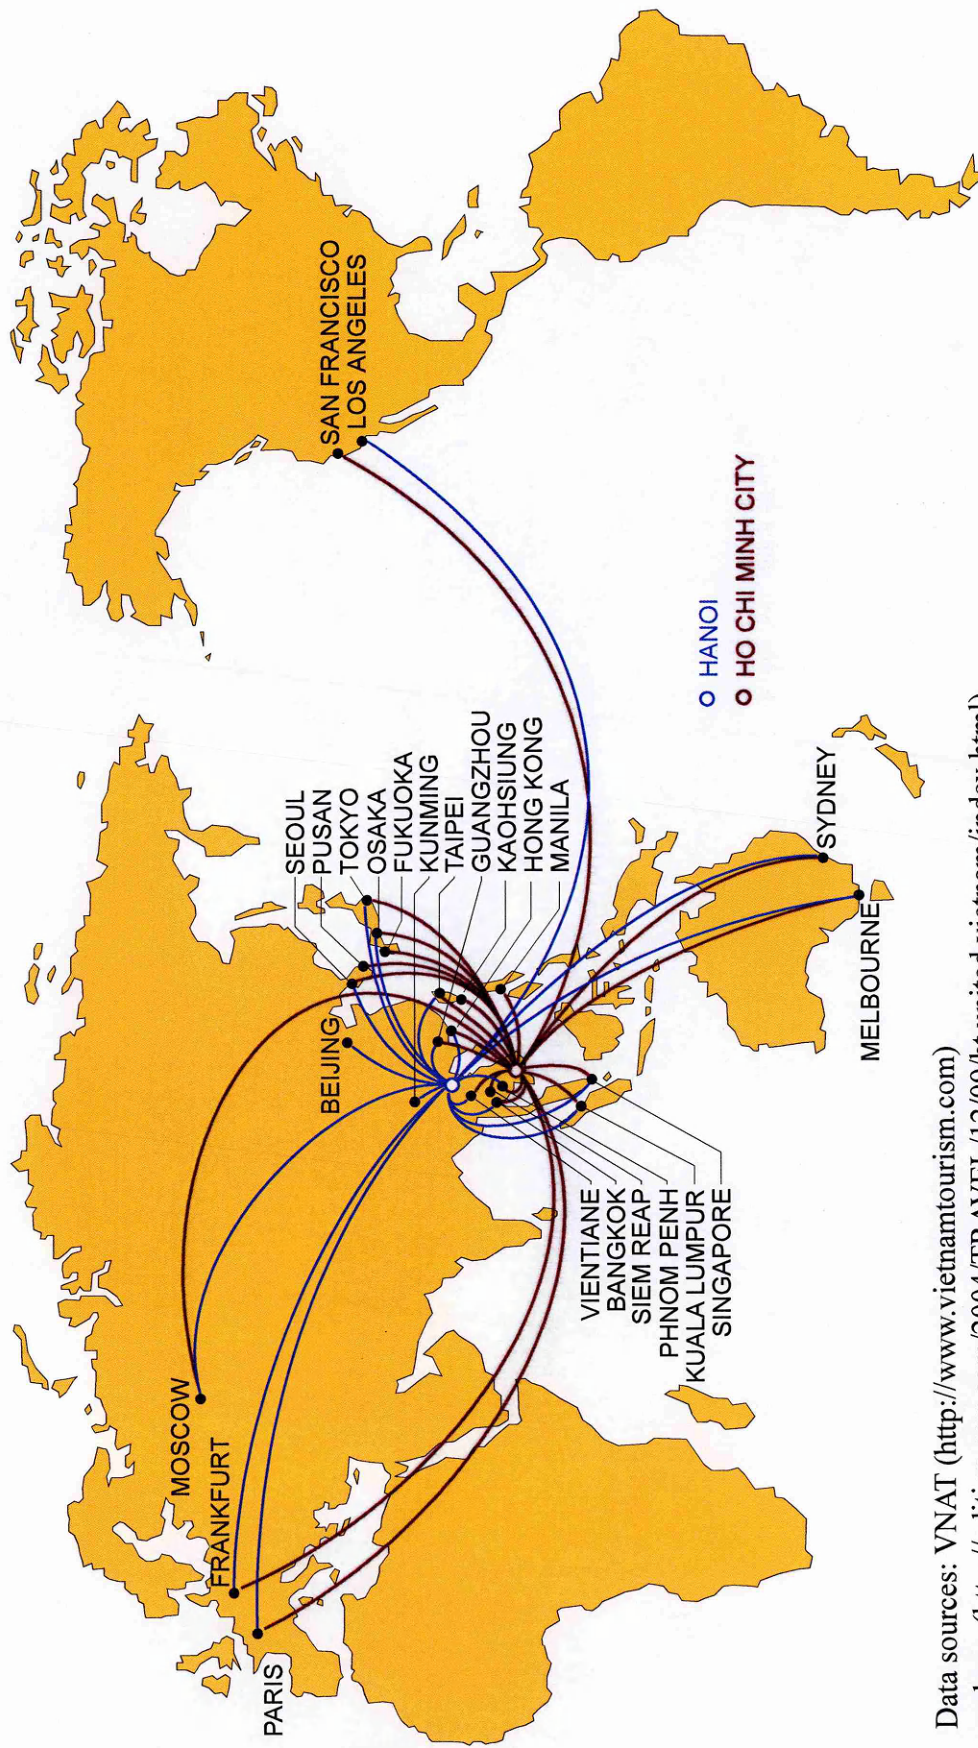 MOSCOW
FRANKFURT
PARIS
BEIJING
SEOUL
PUSAN
TOKYO
OSAKA
FUKUOKA
KUNMING
TAIPEI
GUANGZHOU
KAOHSIUNG
HONG KONG
MANILA
SAN FRANCISCO
LOS ANGELES
VIENTIANE
BANGKOK
SIEM REAP
PHNOM PENH
KUALA LUMPUR
SINGAPORE
HANOI
HO CHI MINH CITY
SYDNEY
MELBOURNE
Data sources: VNAT (http://www.vietnamtourism.com)